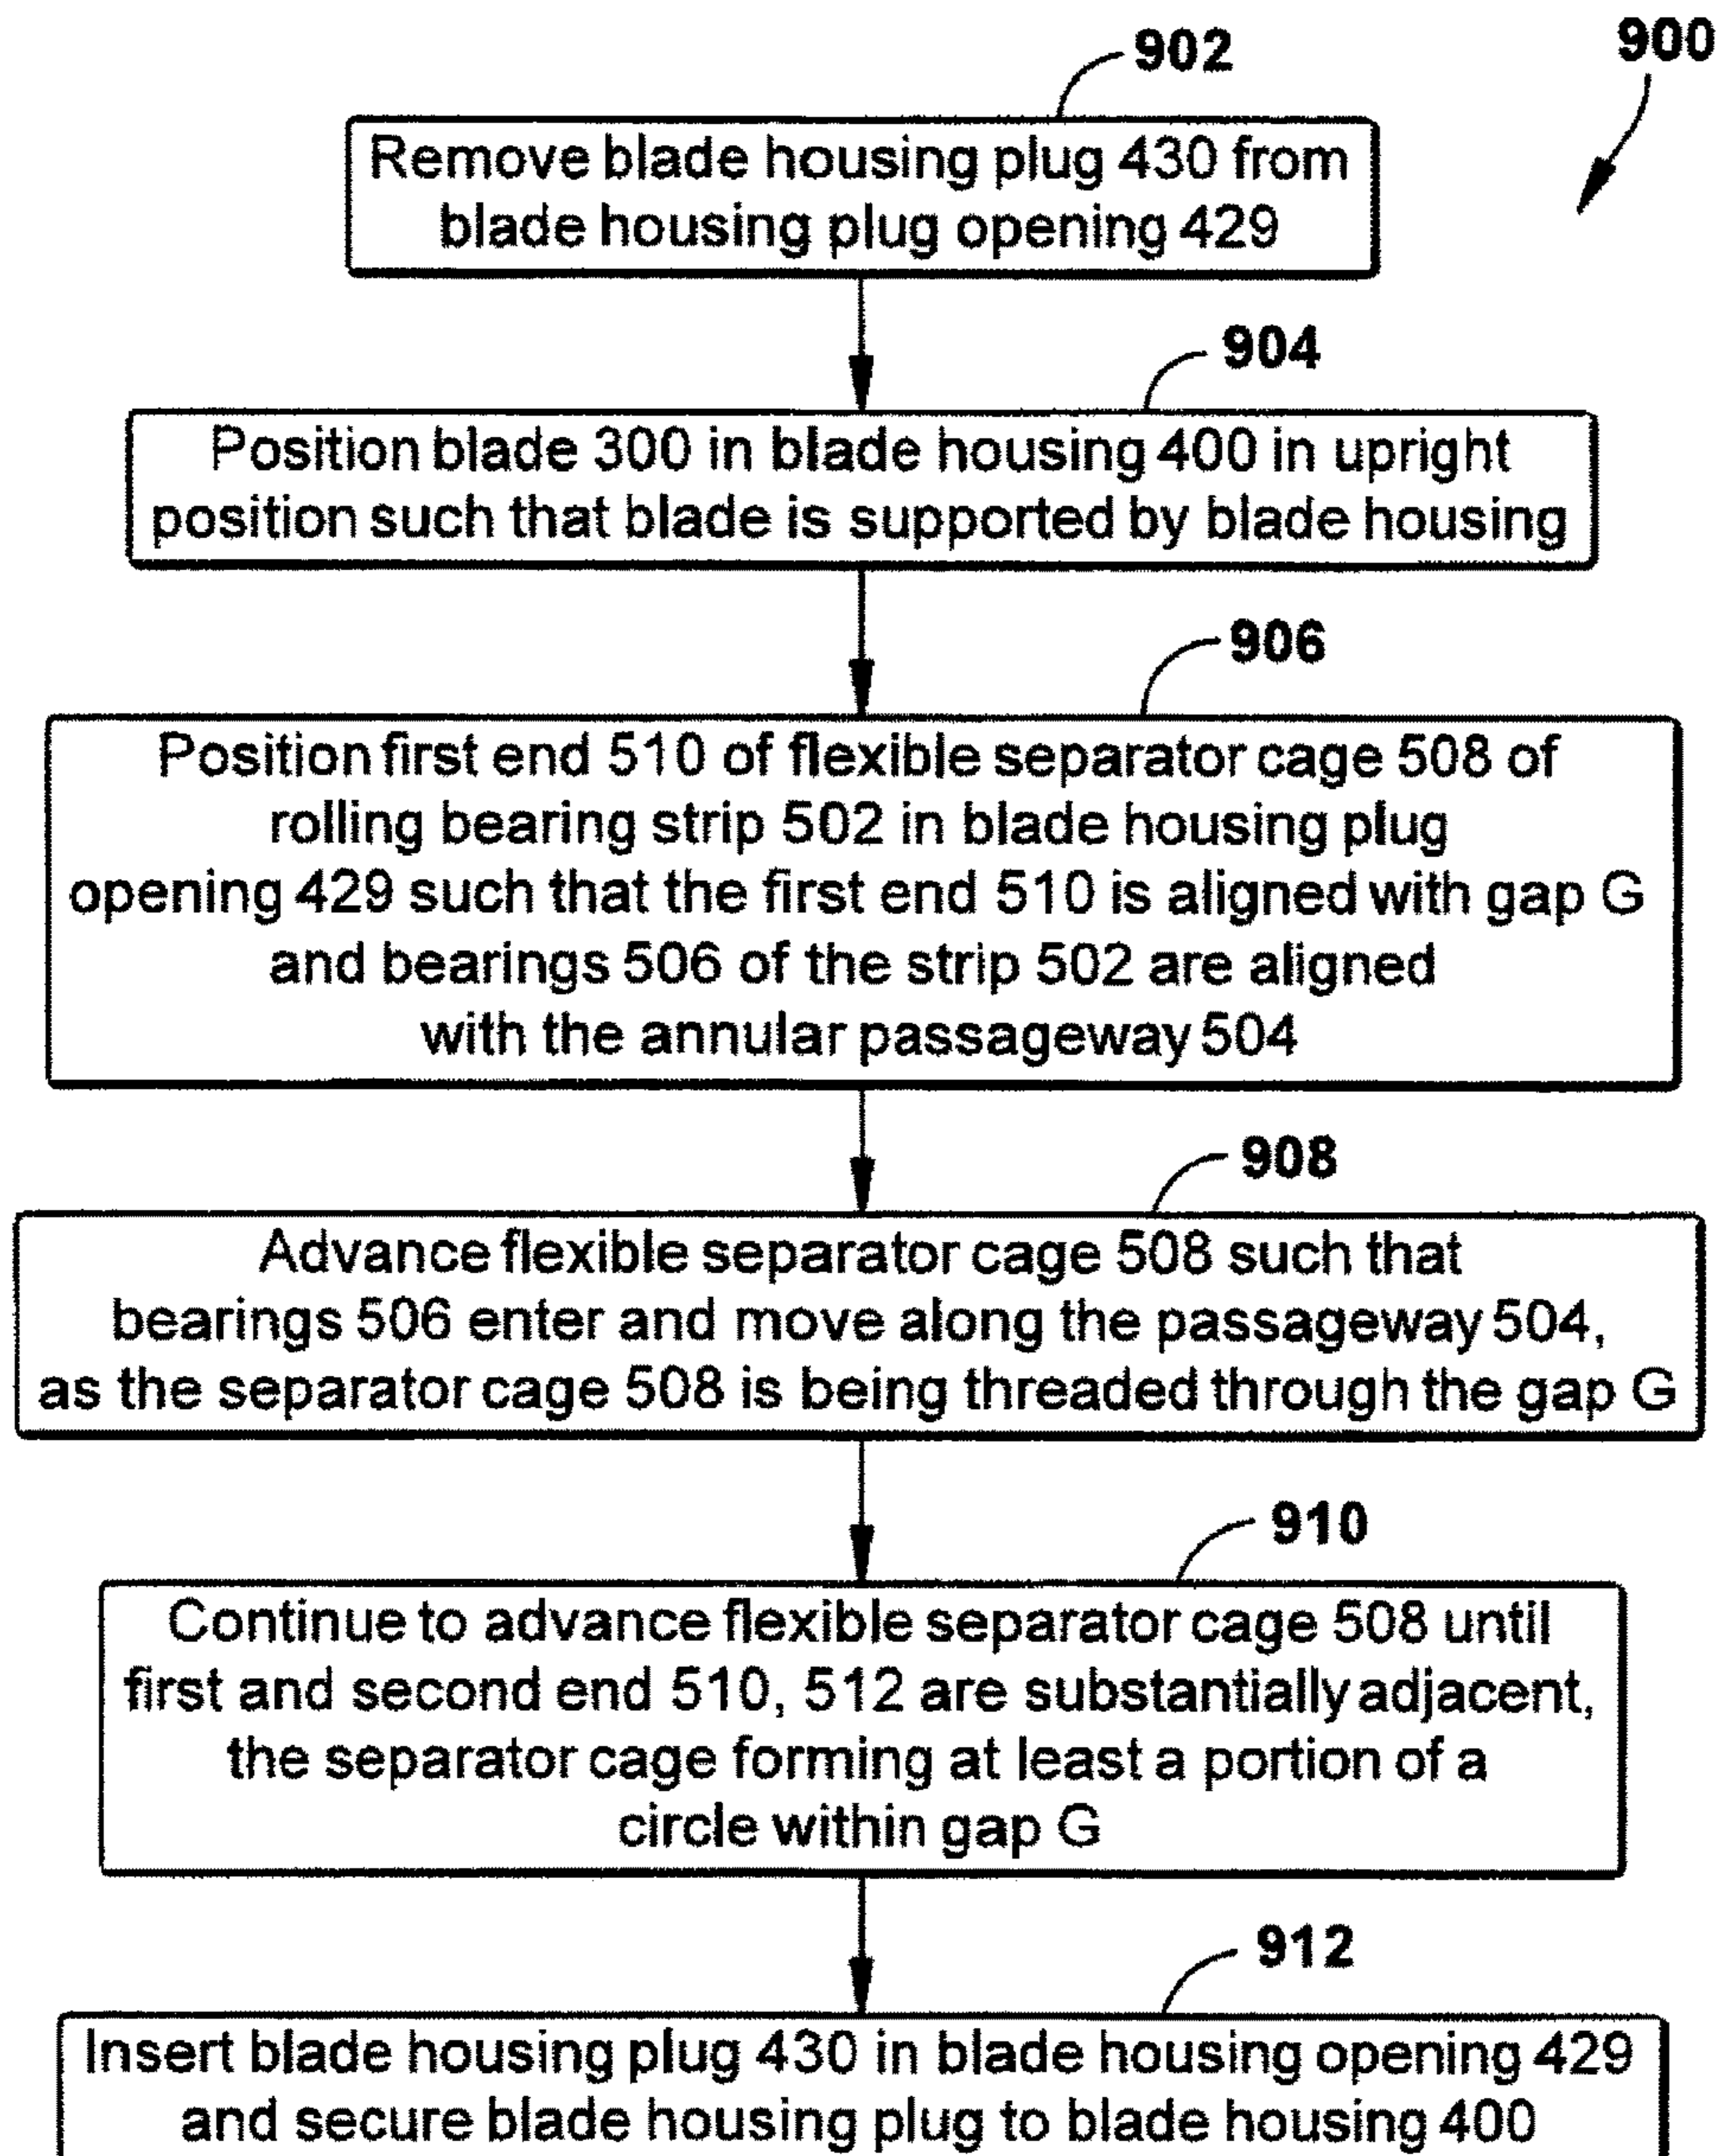 902
900
Remove blade housing plug 430 from
blade housing plug opening 429
904
Position blade 300 in blade housing 400 in upright
position such that blade is supported by blade housing
906
Position first end 510 of flexible separator cage 508 of
rolling bearing strip 502 in blade housing plug
opening 429 such that the first end 510 is aligned with gap G
and bearings 506 of the strip 502 are aligned
with the annular passageway 504
908
Advance flexible separator cage 508 such that
bearings 506 enter and move along the passageway 504,
as the separator cage 508 is being threaded through the gap G
910
Continue to advance flexible separator cage 508 until
first and second end 510, 512 are substantially adjacent,
the separator cage forming at least a portion of a
circle within gap G
912
Insert blade housing plug 430 in blade housing opening 429
and secure blade housing plug to blade housing 400